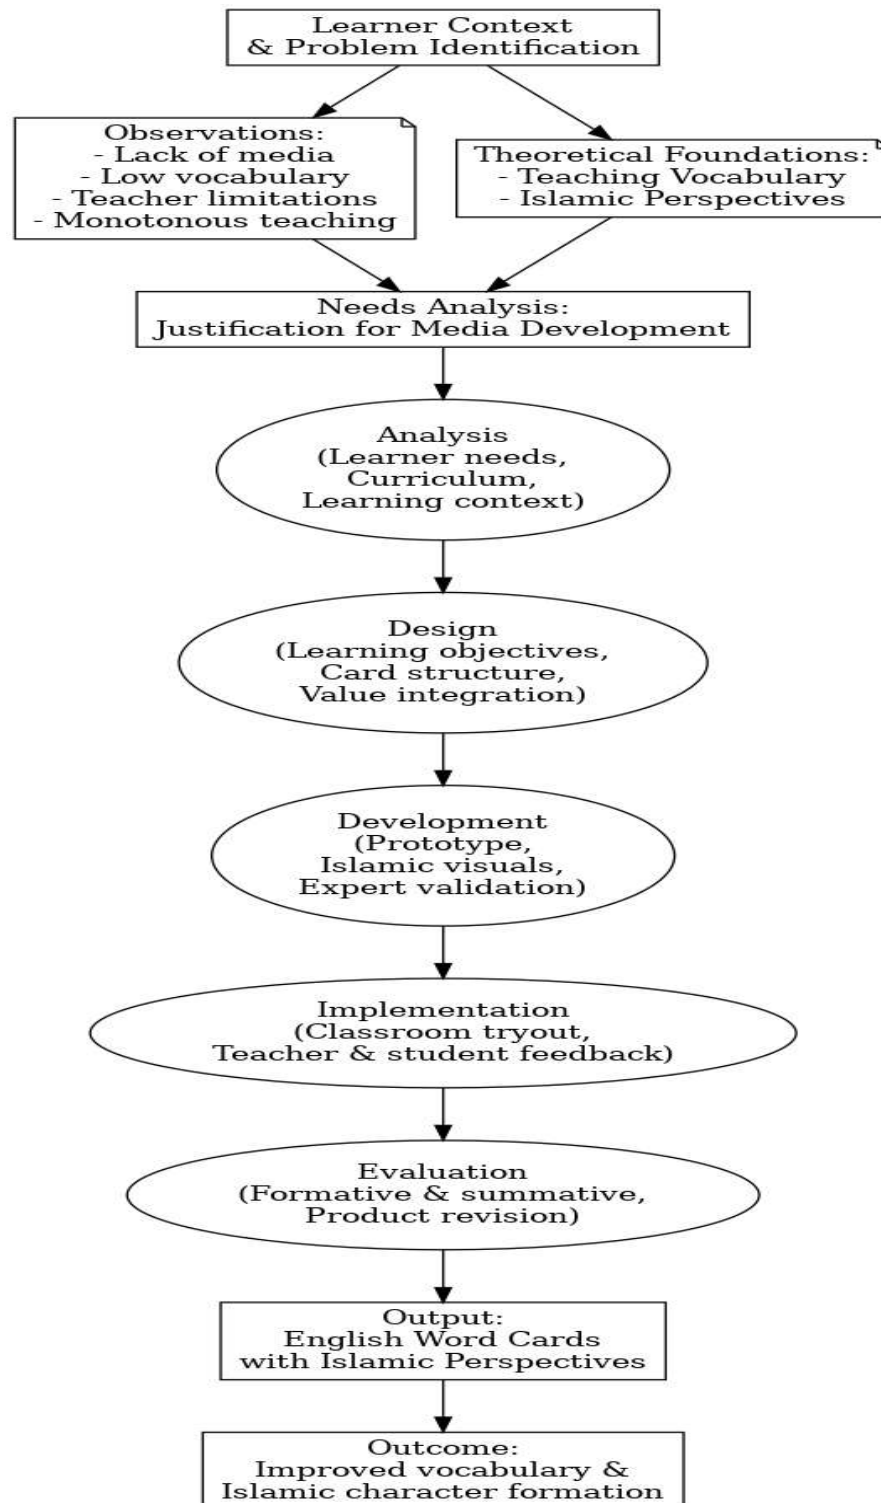 Learner Context
& Problem Identification
Observations:
- Lack of media
- Low vocabulary
- Teacher limitations
- Monotonous teaching
Theoretical Foundations:
- Teaching Vocabulary
- Islamic Perspectives
Needs Analysis:
Justification for Media Development
Analysis
(Learner needs,
Curriculum,
Learning context)
Design
(Learning objectives,
Card structure,
Value integration)
Development
(Prototype,
Islamic visuals,
Expert validation)
Implementation
(Classroom tryout,
Teacher & student feedback)
Evaluation
(Formative & summative,
Product revision)
Output:
English Word Cards
with Islamic Perspectives
Outcome:
Improved vocabulary &
Islamic character formation